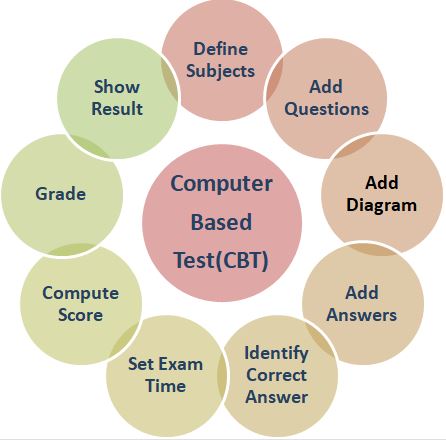 Define
Subjects
Add
Questions
Add
Diagram
Add
Answers
Identify
Correct
Answer
Set Exam
Time
Compute
Score
Grade
Show
Result
Computer
Based
Test(CBT)